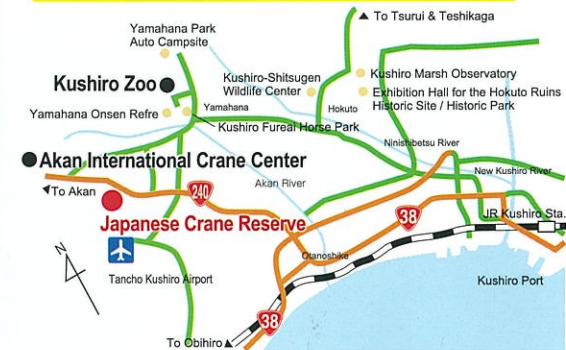 ▲ To Tsurui & Teshikaga
Yamahana Park
Auto Campsite
Kushiro Zoo
Kushiro-Shitsugen
Wildlife Center
Kushiro Marsh Observatory
Exhibition Hall for the Hokuto Ruins
Historic Site / Historic Park
Yamahana Onsen Refre
Yamahana
Hokuto
Kushiro Fureai Horse Park
Ninishibetsu River
Akan International Crane Center
New Kushiro River
◀To Akan
240
Akan River
38
JR Kushiro Sta.
Japanese Crane Reserve
N
Otanoshike
Tancho Kushiro Airport
Kushiro Port
38
To Obihiro▲